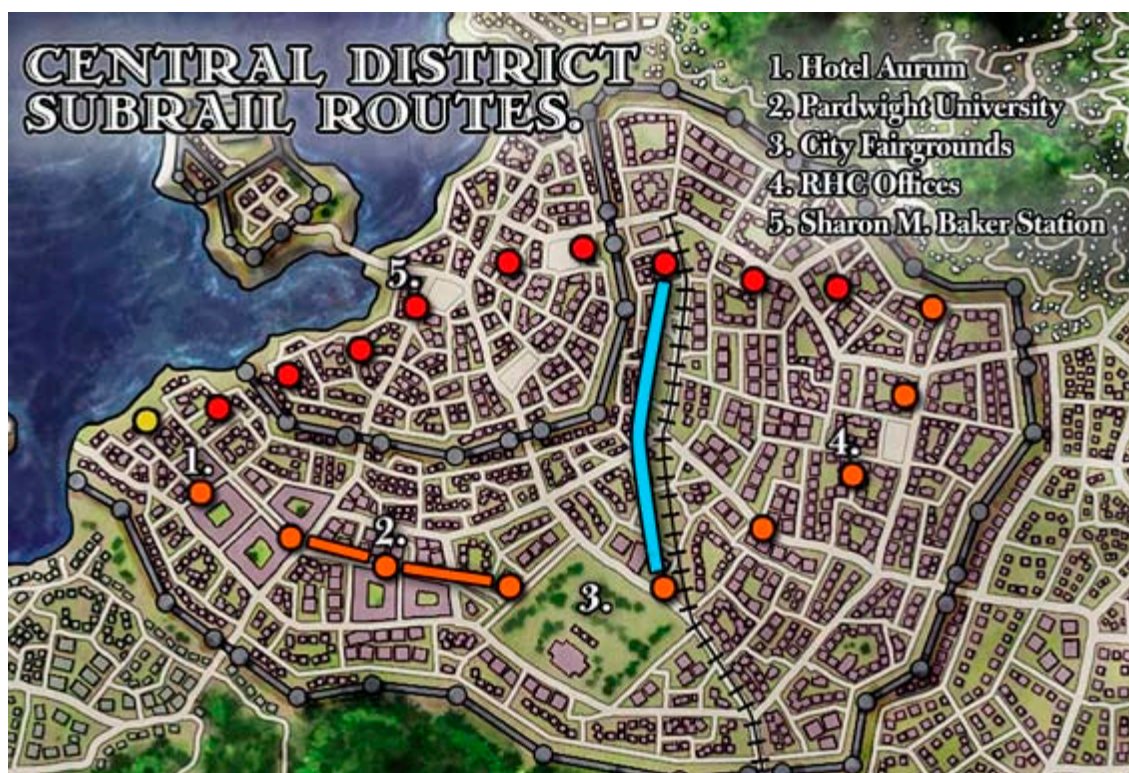 CENTRAL DISTRICT
SUBRAIL ROUTES.
1. Hotel Aurum
2. Pardwight University
3. City Fairgrounds
4. RHC Offices
5. Sharon M. Baker Station
5.
4.
1.
2.
3.